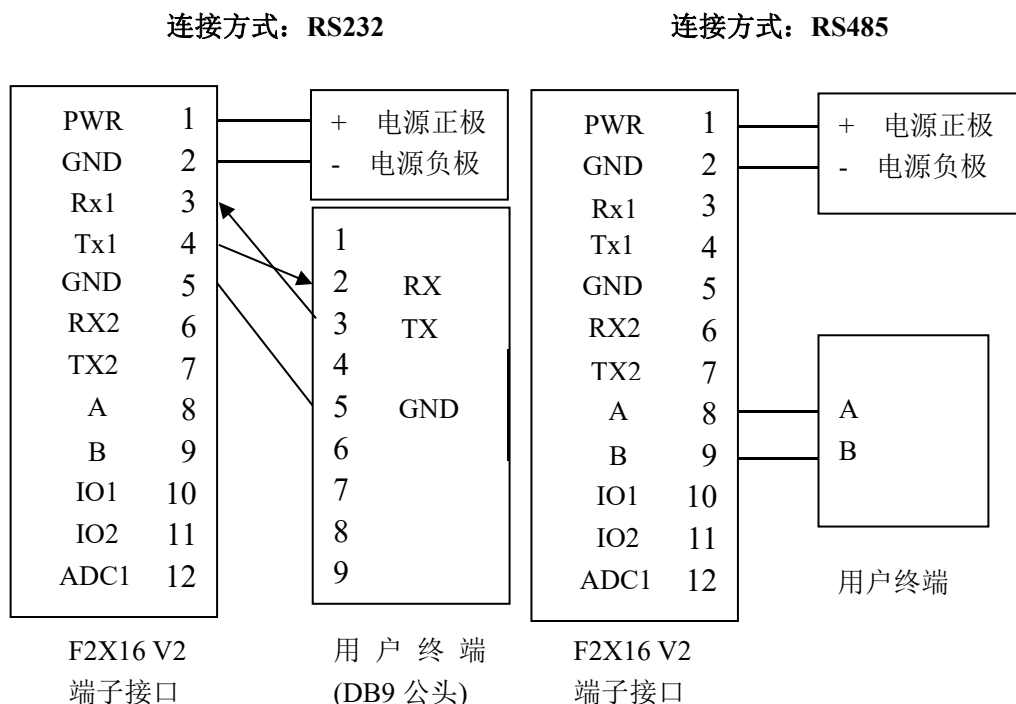 连接方式：RS232
PWR 1
GND 2
Rx1 3
Tx1 4
GND 5
RX2 6
TX2 7
A 8
B 9
IO1 10
IO2 11
ADC1 12
F2X16 V2
端子接口
+ 电源正极
- 电源负极
1
2 RX
3 TX
4
5 GND
6
7
8
9
用户终端
(DB9 公头)
连接方式：RS485
PWR 1
GND 2
Rx1 3
Tx1 4
GND 5
RX2 6
TX2 7
A 8
B 9
IO1 10
IO2 11
ADC1 12
F2X16 V2
端子接口
+ 电源正极
- 电源负极
A
B
用户终端